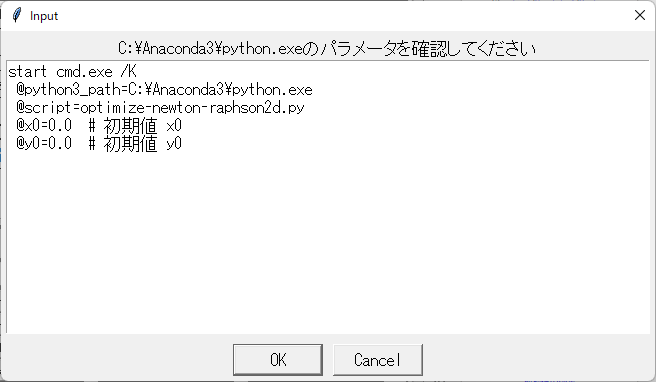 Input
C:¥Anaconda3¥python.exeのパラメータを確認してください
start cmd.exe /K
@python3_path=C:¥Anaconda3¥python.exe
@script=optimize-newton-raphson2d.py
@x0=0.0  # 初期値 x0
@y0=0.0  # 初期値 y0
OK
Cancel